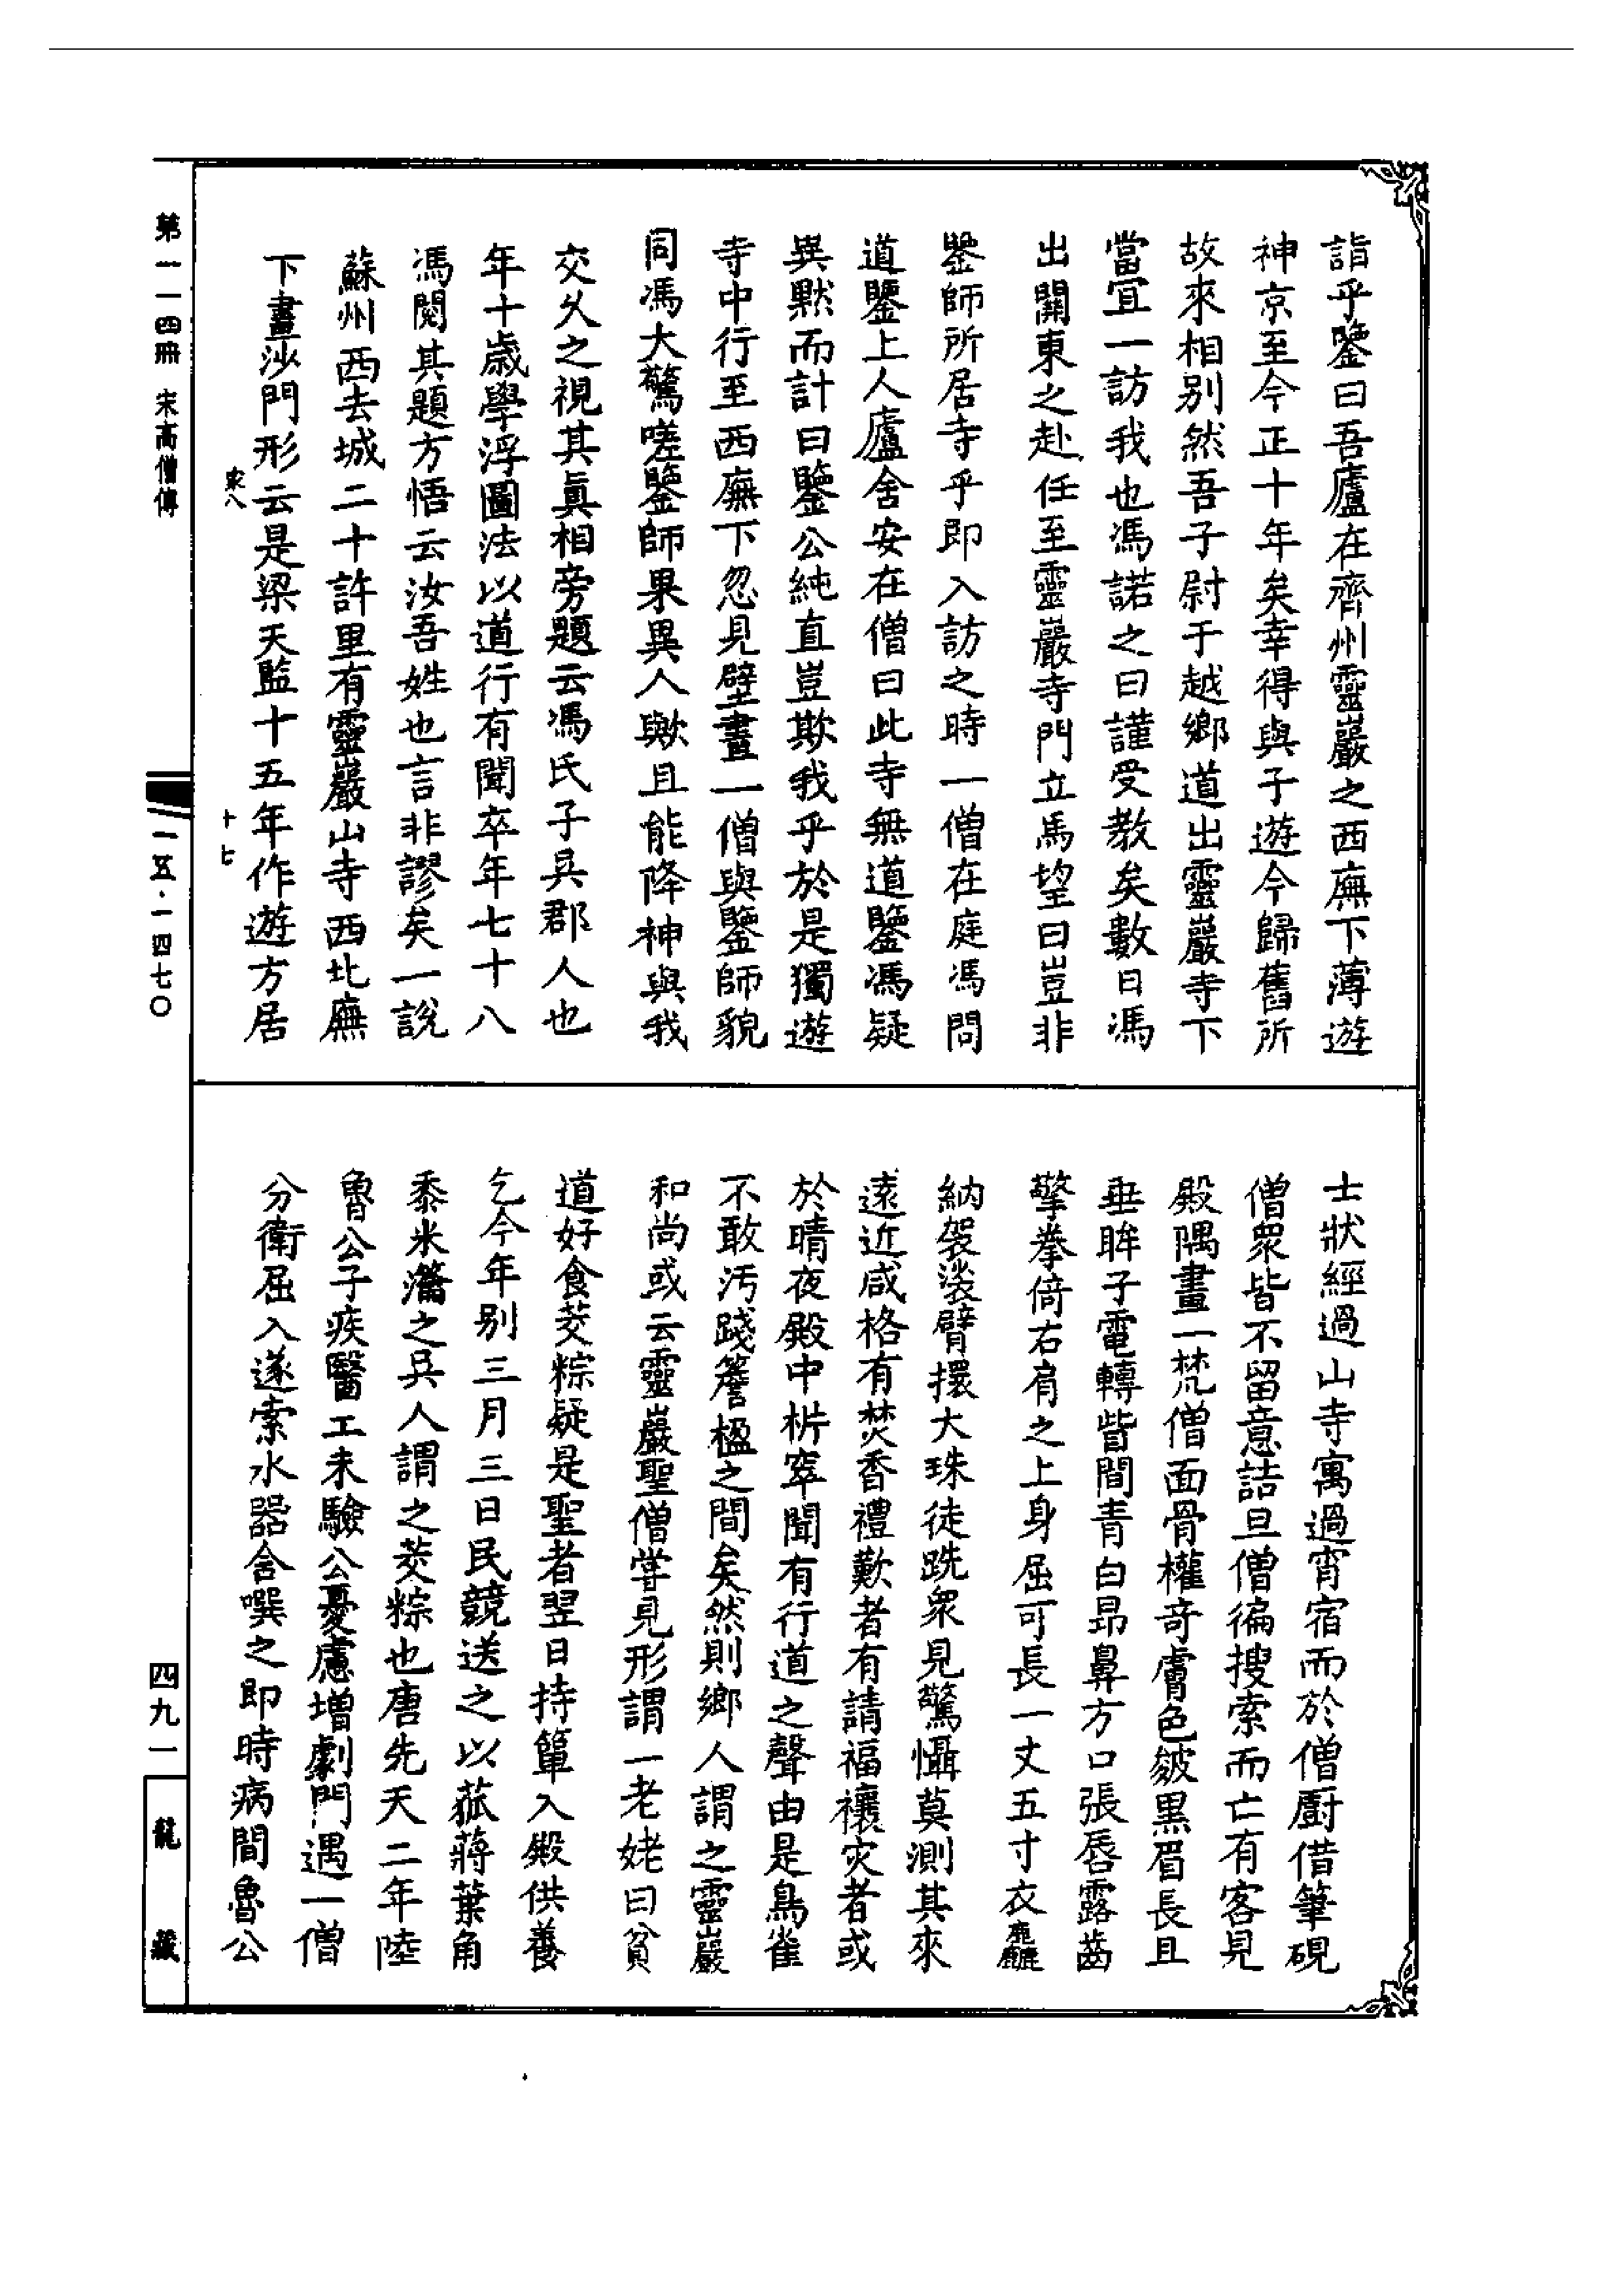 詣乎鑒曰吾廬在齊州靈巖之西廡下薄遊
神京至今正十年矣幸得與子遊今歸舊所
故來相別然吾子尉于越鄉道出靈巖寺下
當宜一訪我也馮諾之曰謹受教矣數日馮
出關東之赴任至靈巖寺門立馬望曰豈非
鑒師所居寺乎即入訪之時一僧在庭馮問
道鑒上人廬舍安在僧曰此寺無道鑒馮疑
異默而計曰鑒公純直豈欺我乎於是獨遊
寺中行至西廡下忽見壁畫一僧與鑒師貌
同馮大驚嗟鑒師果異人歟且能降神與我
交久之視其眞相旁題云馮氏子吳郡人也
年十歲學浮圖法以道行有聞卒年七十八
馮閱其題方悟云汝吾姓也言非謬矣一說
蘇州西去城二十許里有靈巖山寺西北廡
下畫沙門形云是梁天監十五年作遊方居
士狀經過山寺寓過宵宿而於僧廚借筆硯
僧衆皆不留意詰旦僧徧搜索而亡有客見
殿隅畫一梵僧面骨權奇膚色皴黑眉長且
垂眸子電轉眥間青白昂鼻方口張脣露齒
擎拳倚右肩之上身屈可長一丈五寸衣麁
納袈裟臂擐大珠徒跣衆見驚懾莫測其來
遠近咸格有焚香禮歎者有請福禳灾者或
於晴夜殿中桄窣聞有行道之聲由是鳥雀
不敢汚踐簷楹之間矣然則鄉人謂之靈巖
和尚或云靈巖聖僧甞見形謂一老姥曰貧
道好食茭粽疑是聖者翌日持簞入殿供養
乞今年別三月三日民競送之以菰蔣葉角
黍米瀹之吳人謂之茭粽也唐先天二年陸
魯公子疾醫工未驗公憂慮增劇門遇一僧
分衛屈入遂索水器含噀之即時病間魯公
第一一四冊 宋高僧傳
家八
十七
一五·一四七〇
四九一
龍藏